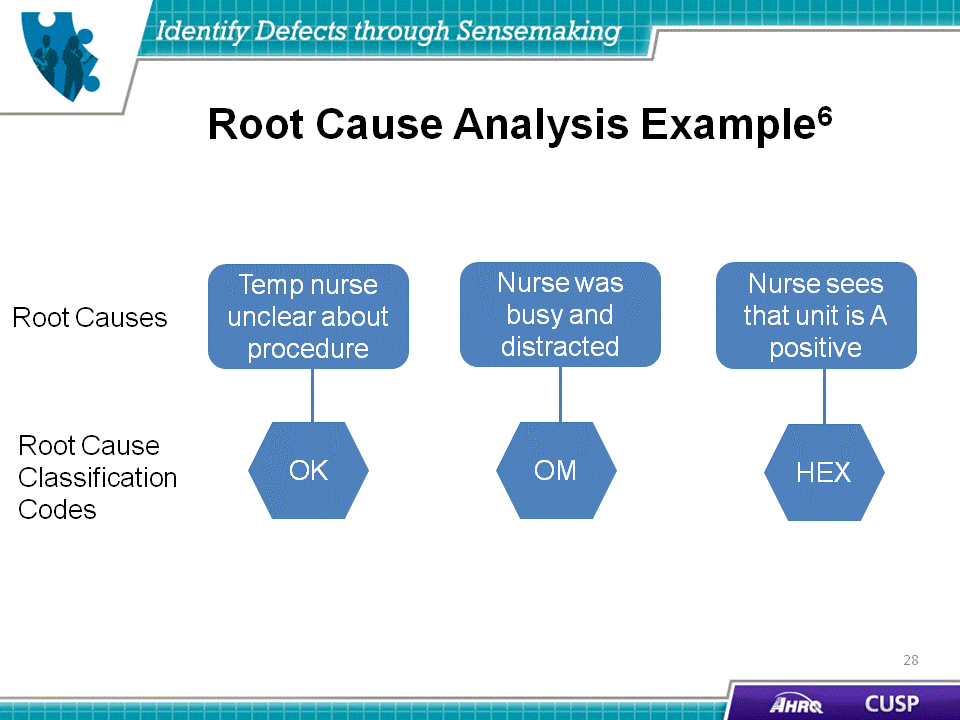 Identify Defects through Sensemaking
Root Cause Analysis Example⁶
Root Causes
Temp nurse
unclear about
procedure
Nurse was
busy and
distracted
Nurse sees
that unit is A
positive
Root Cause
Classification
Codes
OK
OM
HEX
28
AHRQ
CUSP